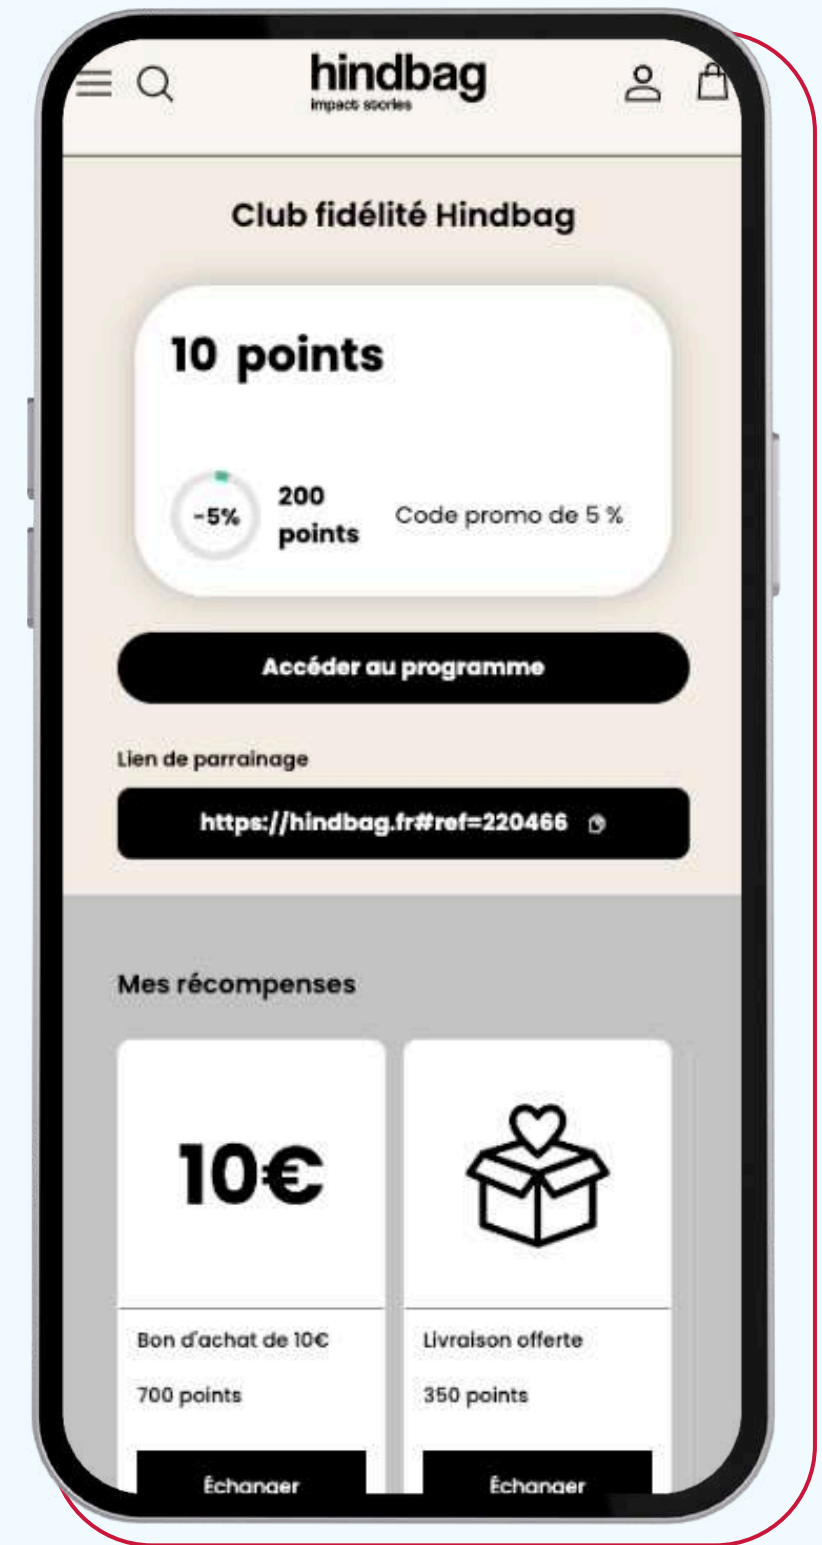 hindbag
impact stories
Club fidélité Hindbag
10 points
-5%
200
points
Code promo de 5 %
Accéder au programme
Lien de parrainage
https://hindbag.fr#ref=220466
Mes récompenses
10€
Bon d'achat de 10€
700 points
Échanger
Livraison offerte
350 points
Échanger